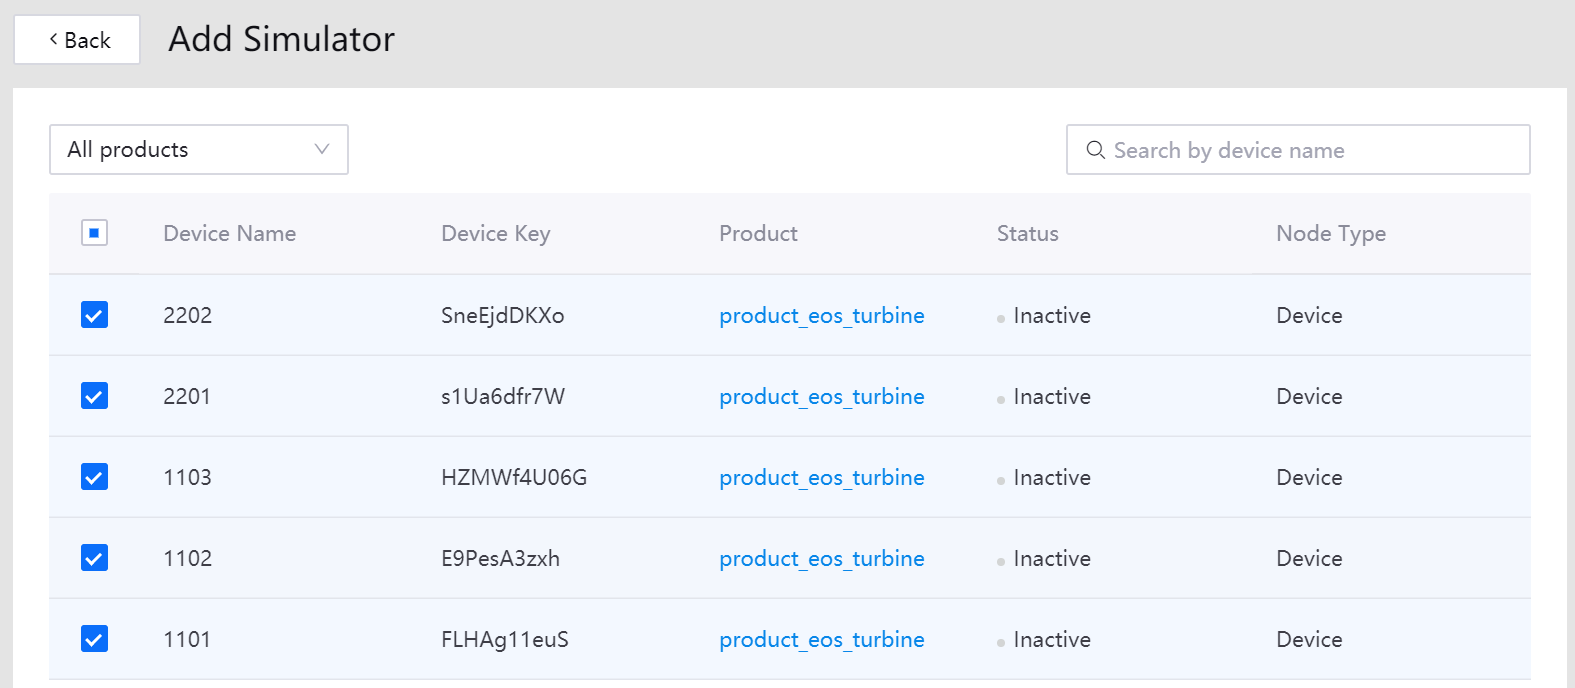 Back Add Simulator
All products Search by device name
Device Name Device Key Product Status Node Type
2202 SneEjdDKXo product_eos_turbine Inactive Device
2201 s1Ua6dfr7W product_eos_turbine Inactive Device
1103 HZMWf4U06G product_eos_turbine Inactive Device
1102 E9PesA3zxh product_eos_turbine Inactive Device
1101 FLHAg11euS product_eos_turbine Inactive Device